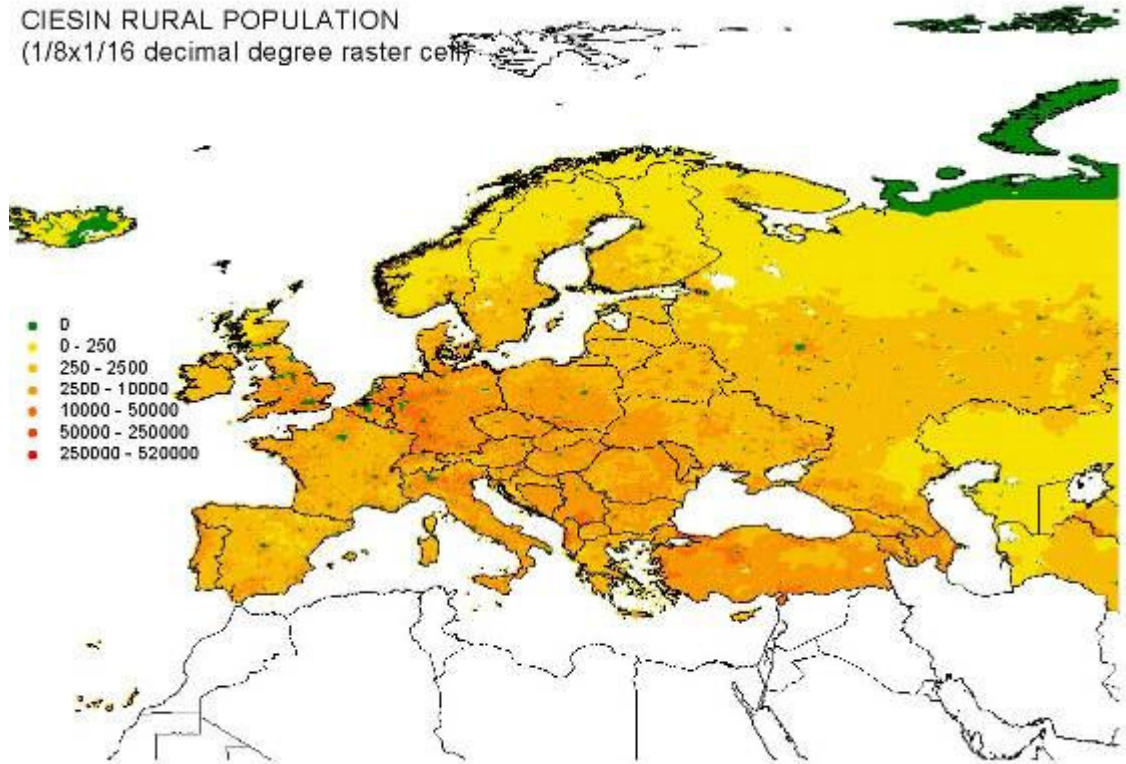 CIESIN RURAL POPULATION
(1/8x1/16 decimal degree raster cell)
0
0 - 250
250 - 2500
2500 - 10000
10000 - 50000
50000 - 250000
250000 - 520000